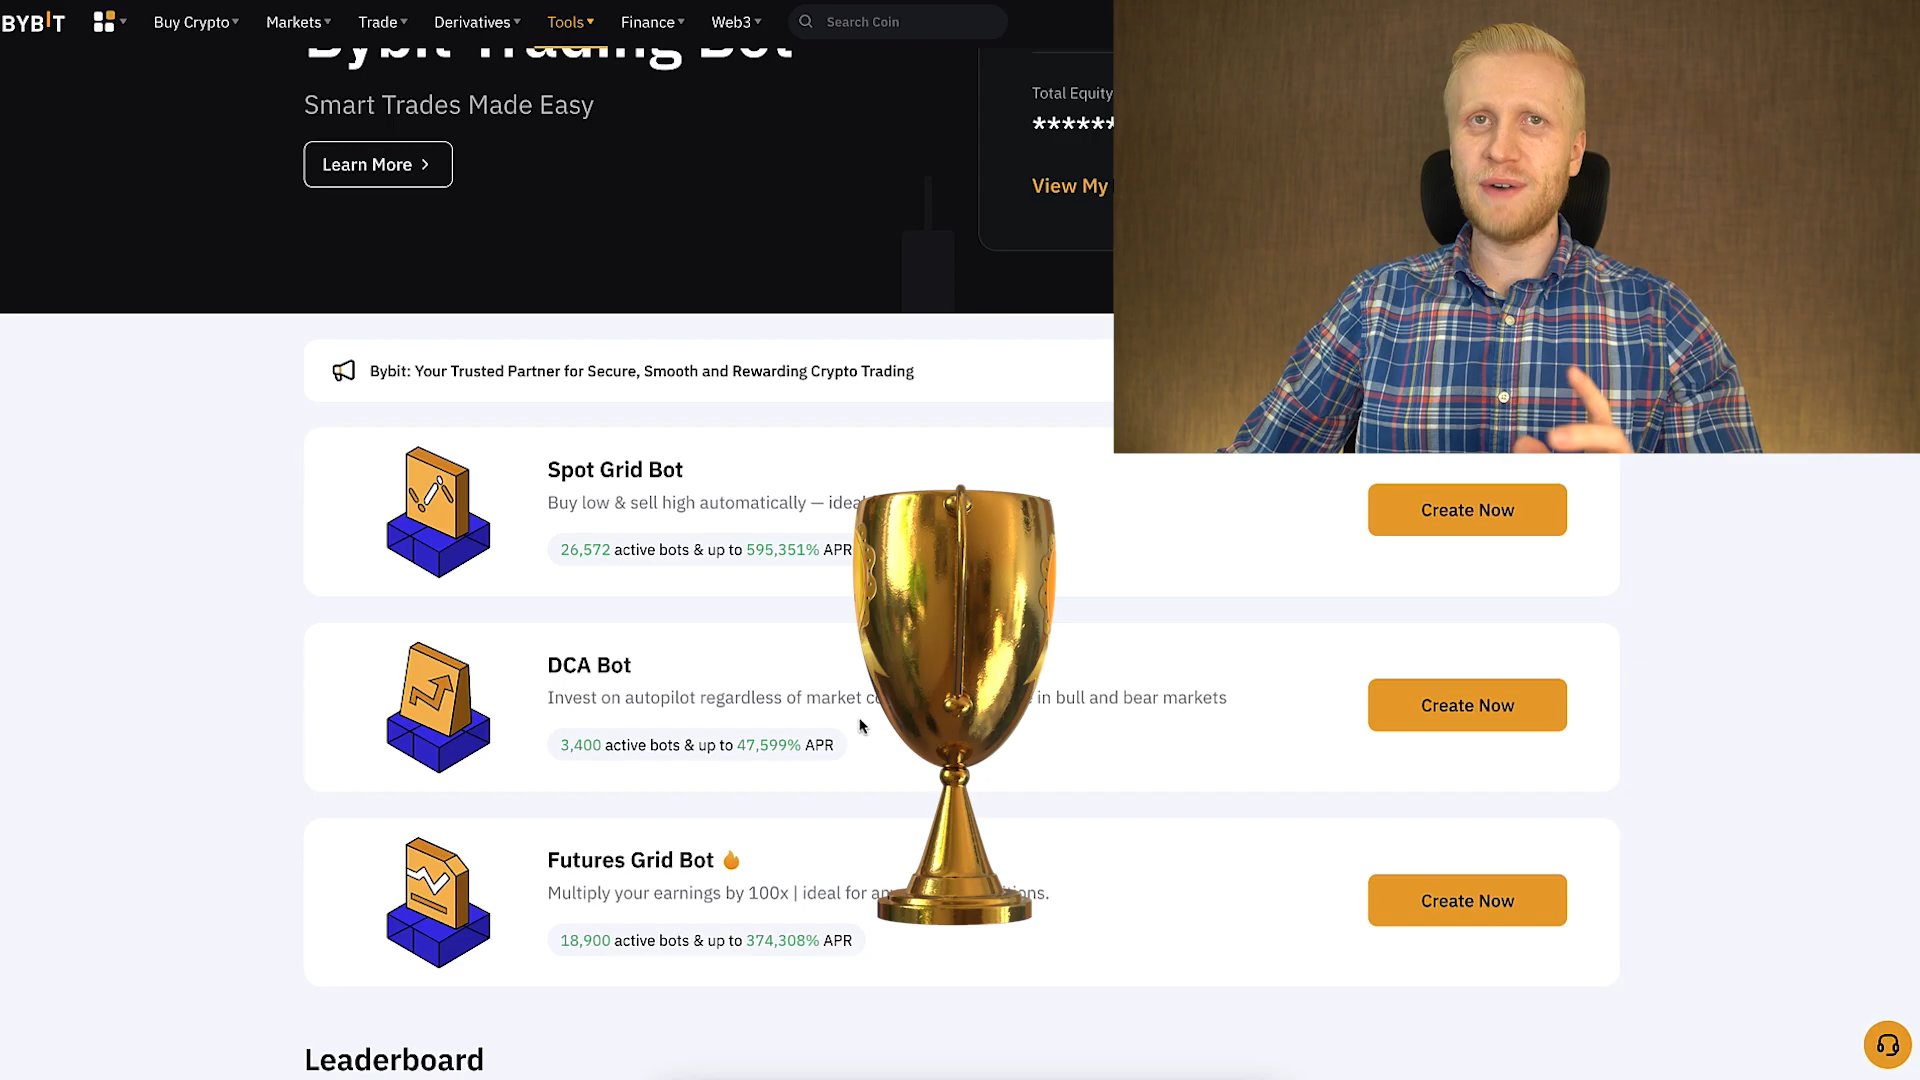 BYBIT
Buy Crypto
Markets
Trade
Derivatives
Tools
Finance
Web3
Search Coin
Bybit Trading Bot
Smart Trades Made Easy
Learn More >
Total Equity
******
View My
Bybit: Your Trusted Partner for Secure, Smooth and Rewarding Crypto Trading
Spot Grid Bot
Buy low & sell high automatically —
26,572 active bots & up to 595,351% APR
Create Now
DCA Bot
Invest on autopilot regardless of market in bull and bear markets
3,400 active bots & up to 47,599% APR
Create Now
Futures Grid Bot
Multiply your earnings by 100x | ideal for
18,900 active bots & up to 374,308% APR
Create Now
Leaderboard